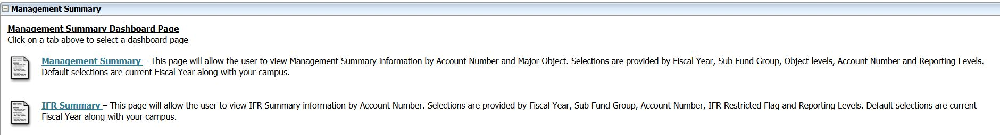 Management Summary
Management Summary Dashboard Page
Click on a tab above to select a dashboard page
Management Summary – This page will allow the user to view Management Summary information by Account Number and Major Object. Selections are provided by Fiscal Year, Sub Fund Group, Object levels, Account Number and Reporting Levels.
Default selections are current Fiscal Year along with your campus.
IFR Summary – This page will allow the user to view IFR Summary information by Account Number. Selections are provided by Fiscal Year, Sub Fund Group, Account Number, IFR Restricted Flag and Reporting Levels. Default selections are current
Fiscal Year along with your campus.